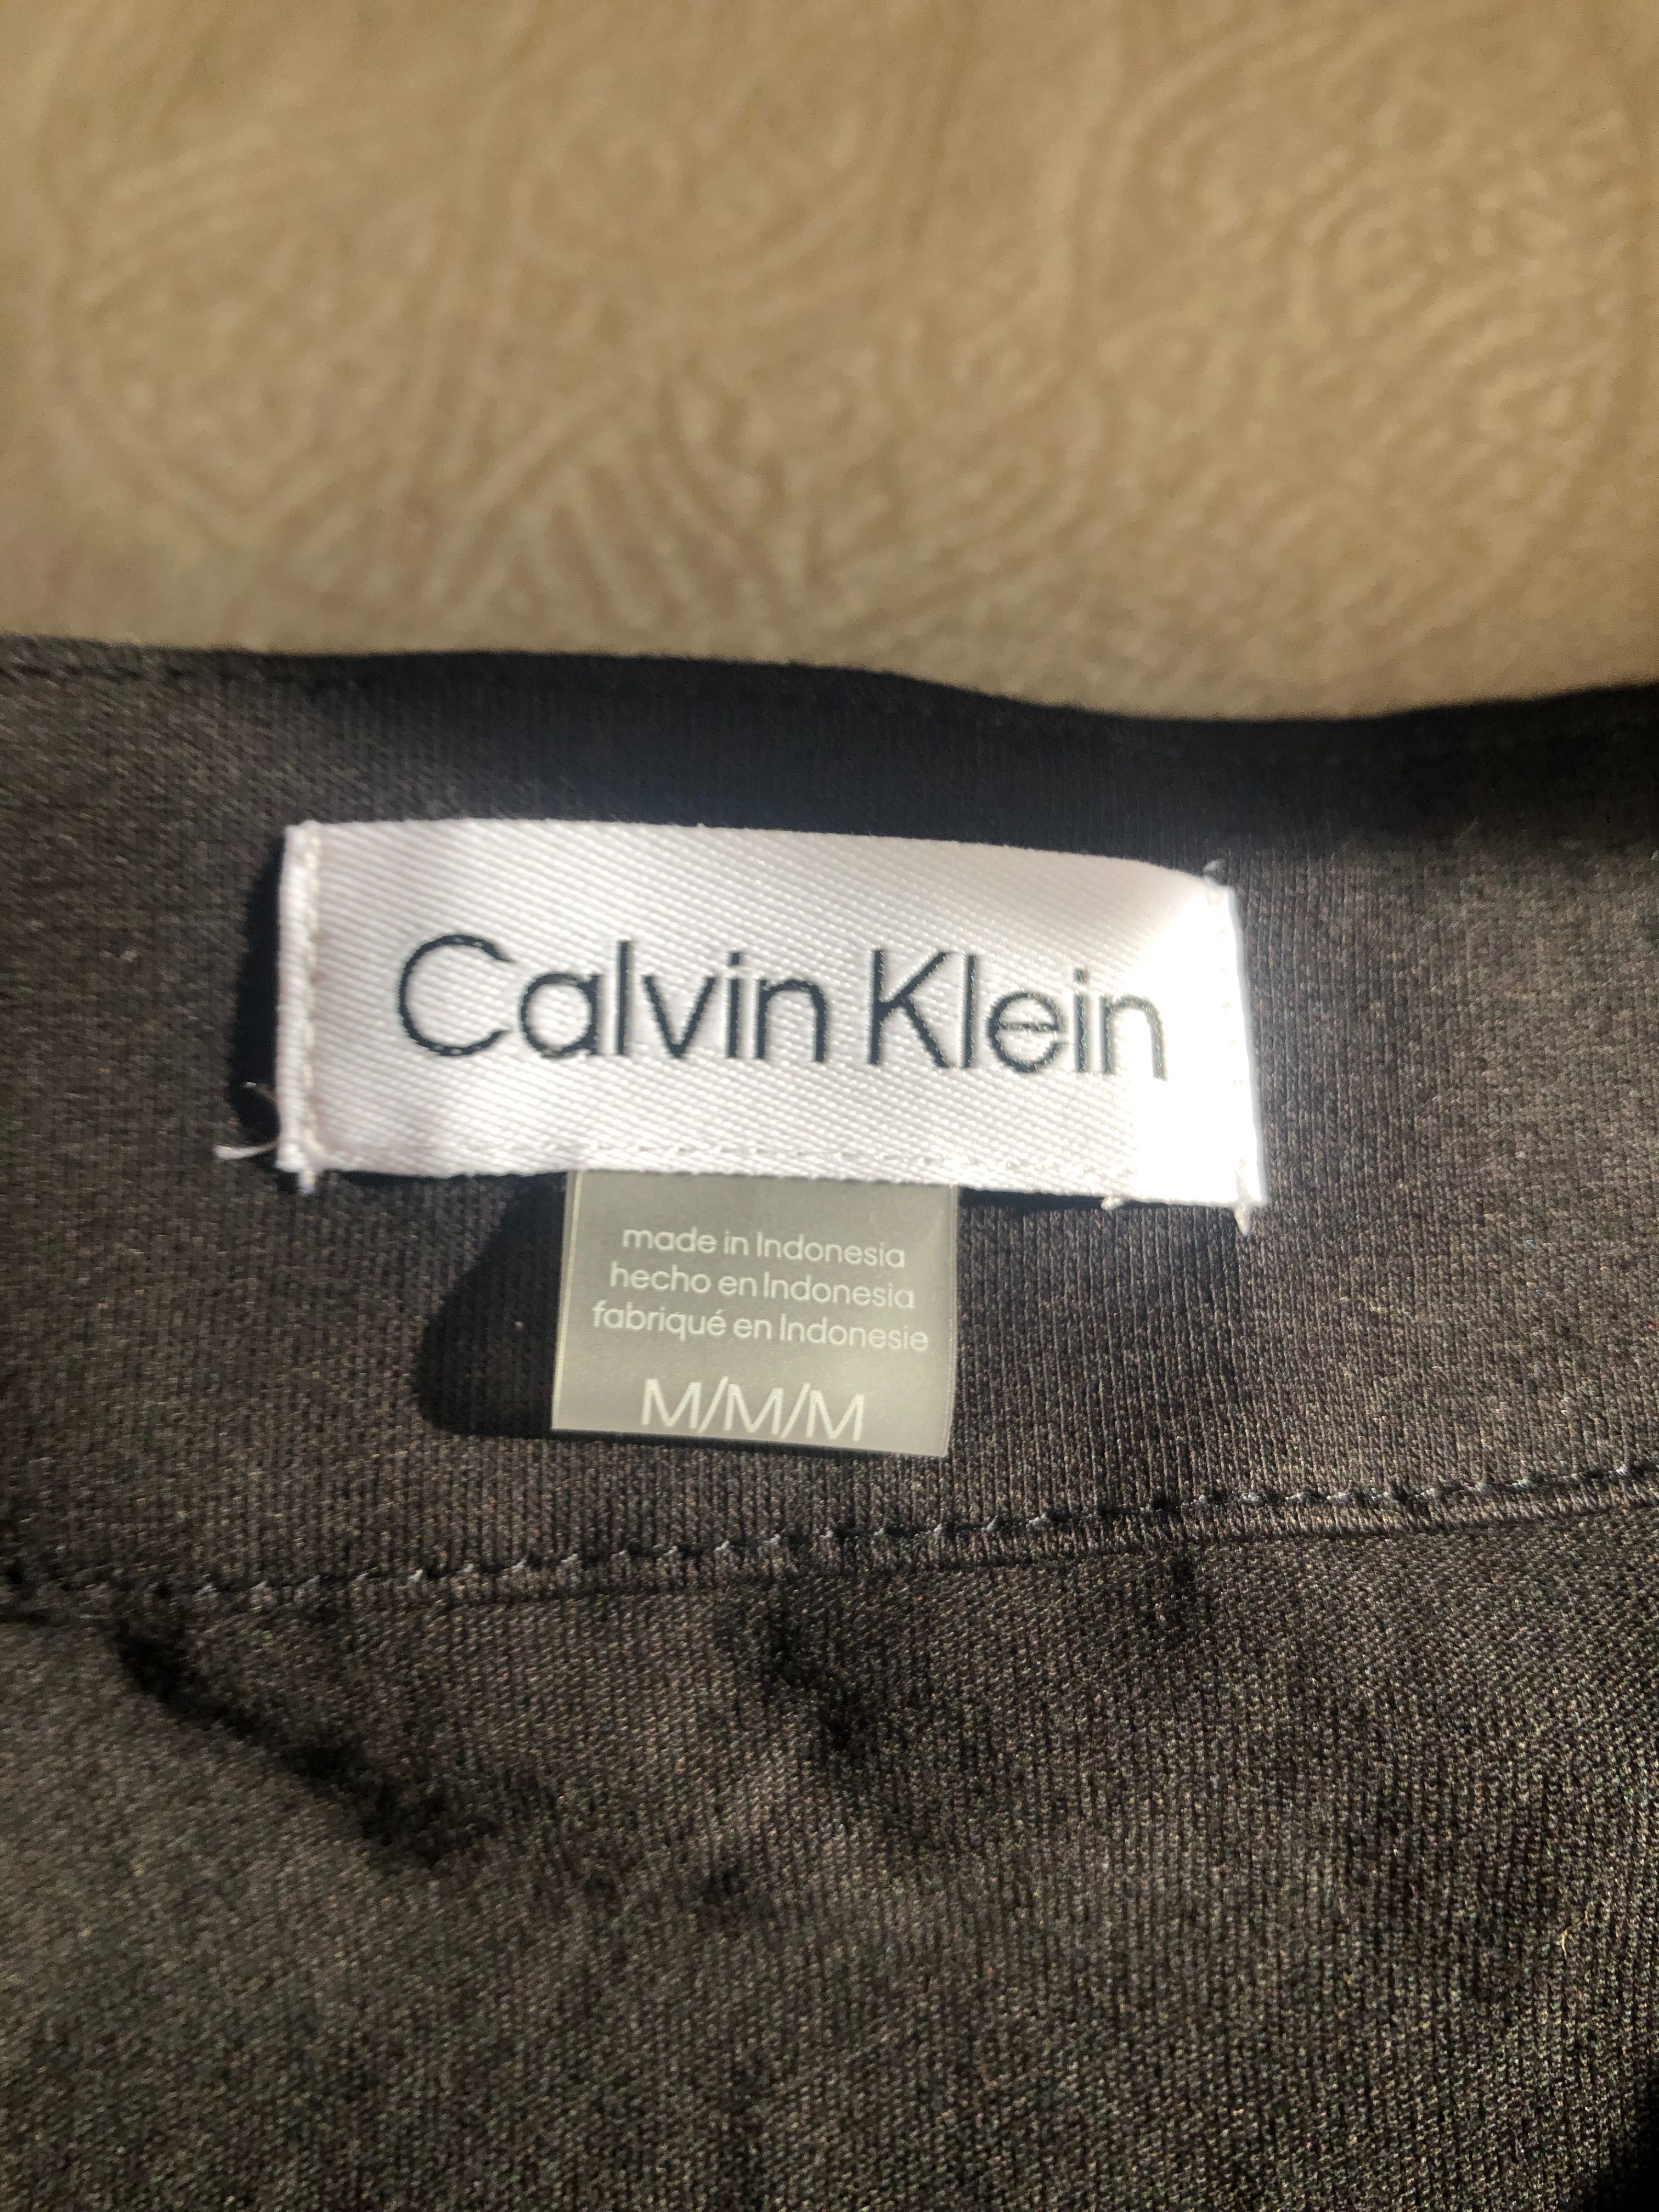 Calvin Klein
made in Indonesia
hecho en Indonesia
fabriqué en Indonesie
M/M/M